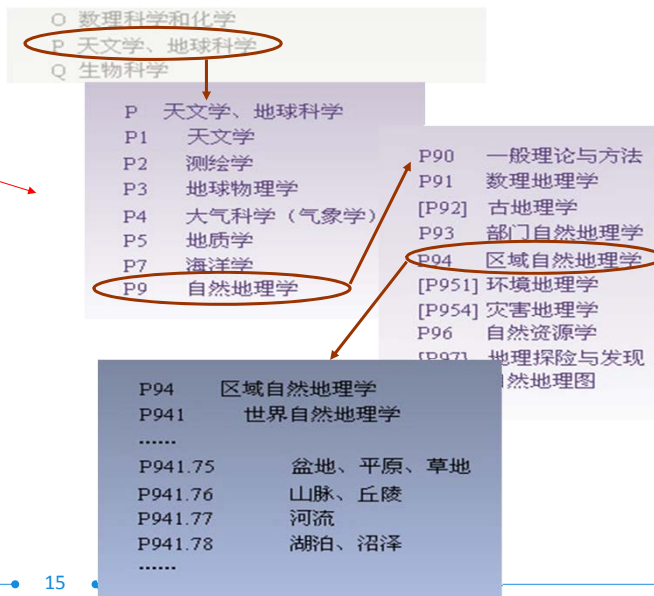 O 数理科学和化学
P 天文学、地球科学
Q 生物科学
P 天文学、地球科学
P1 天文学
P2 测绘学
P3 地球物理学
P4 大气科学（气象学）
P5 地质学
P7 海洋学
P9 自然地理学
P90 一般理论与方法
P91 数理地理学
[P92] 古地理学
P93 部门自然地理学
P94 区域自然地理学
[P951] 环境地理学
[P954] 灾害地理学
P96 自然资源学
[P97] 地理探险与发现
然地理图
P94 区域自然地理学
P941 世界自然地理学
……
P941.75 盆地、平原、草地
P941.76 山脉、丘陵
P941.77 河流
P941.78 湖泊、沼泽
……
15